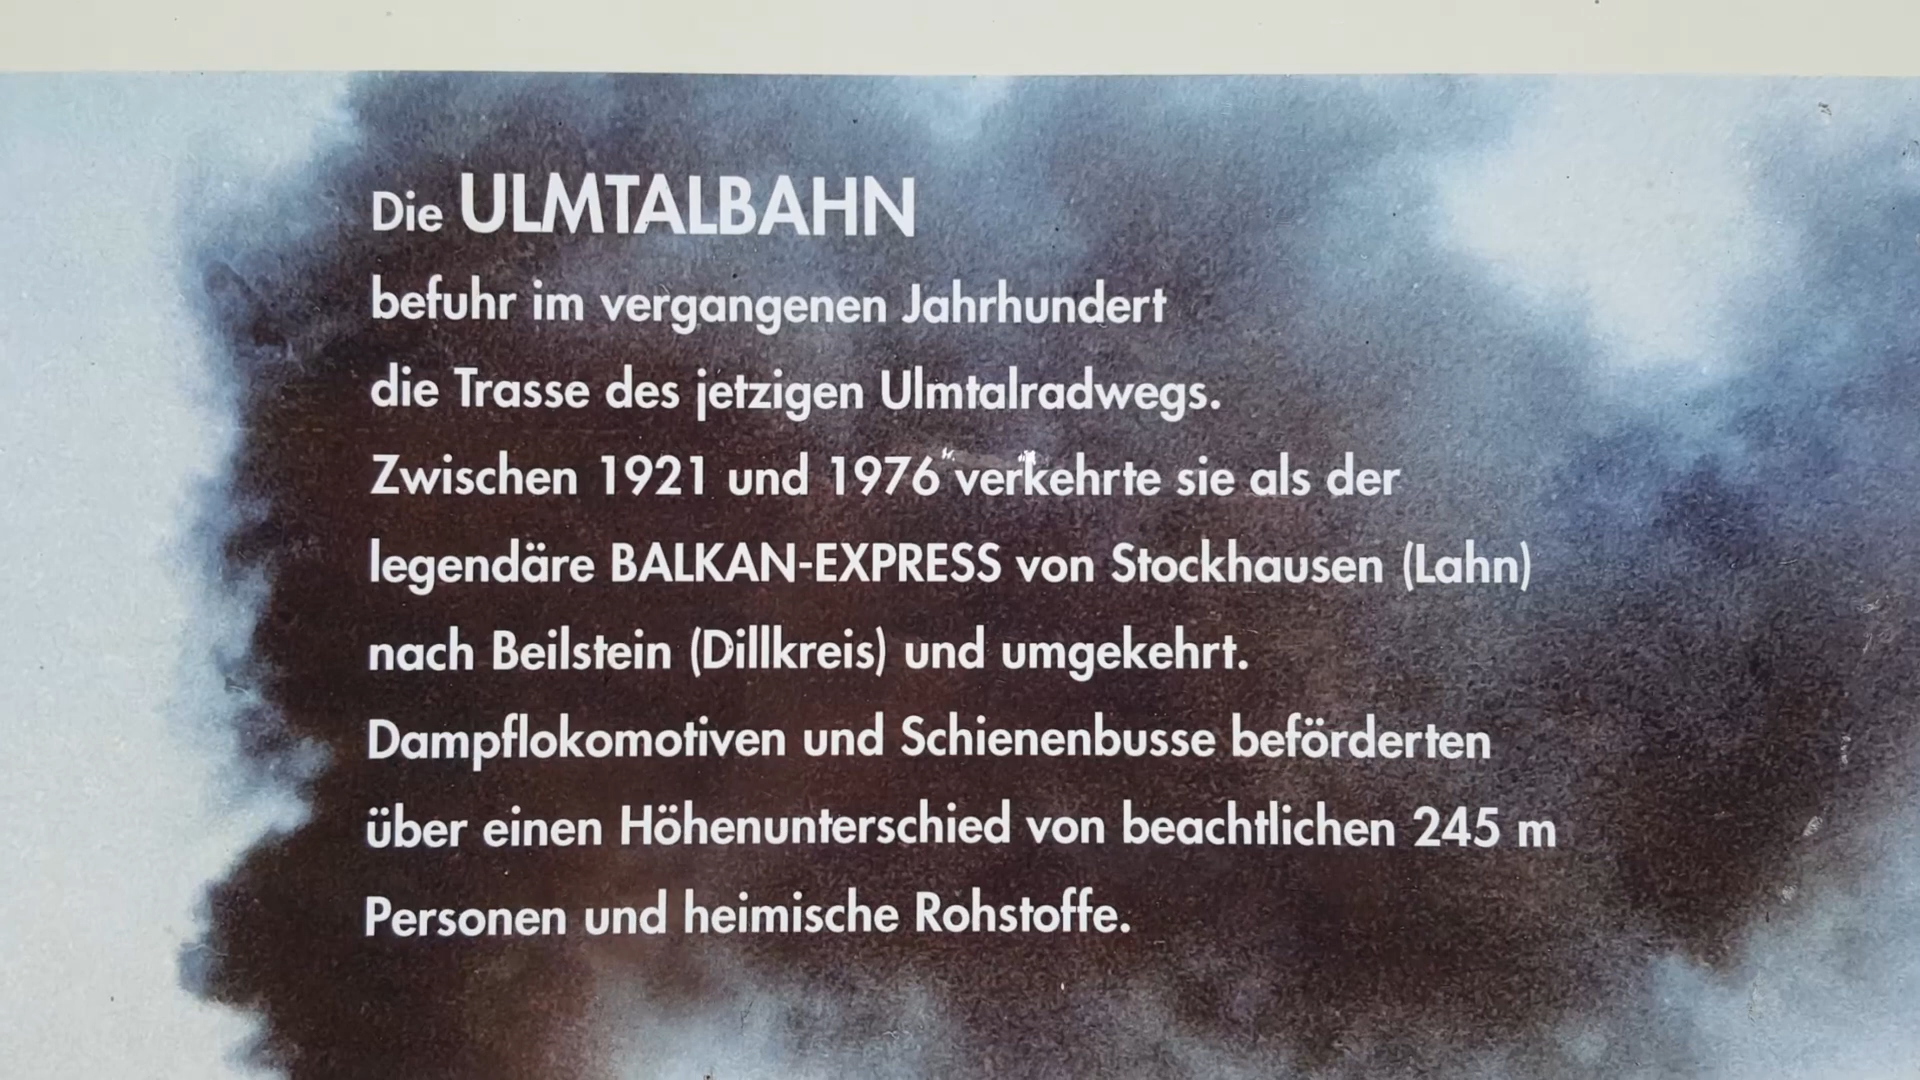 Die ULMTALBAHN
befuhr im vergangenen Jahrhundert
die Trasse des jetzigen Ulmtalradwegs.
Zwischen 1921 und 1976 verkehrte sie als der
legendäre BALKAN-EXPRESS von Stockhausen (Lahn)
nach Beilstein (Dillkreis) und umgekehrt.
Dampflokomotiven und Schienenbusse beförderten
über einen Höhenunterschied von beachtlichen 245 m
Personen und heimische Rohstoffe.